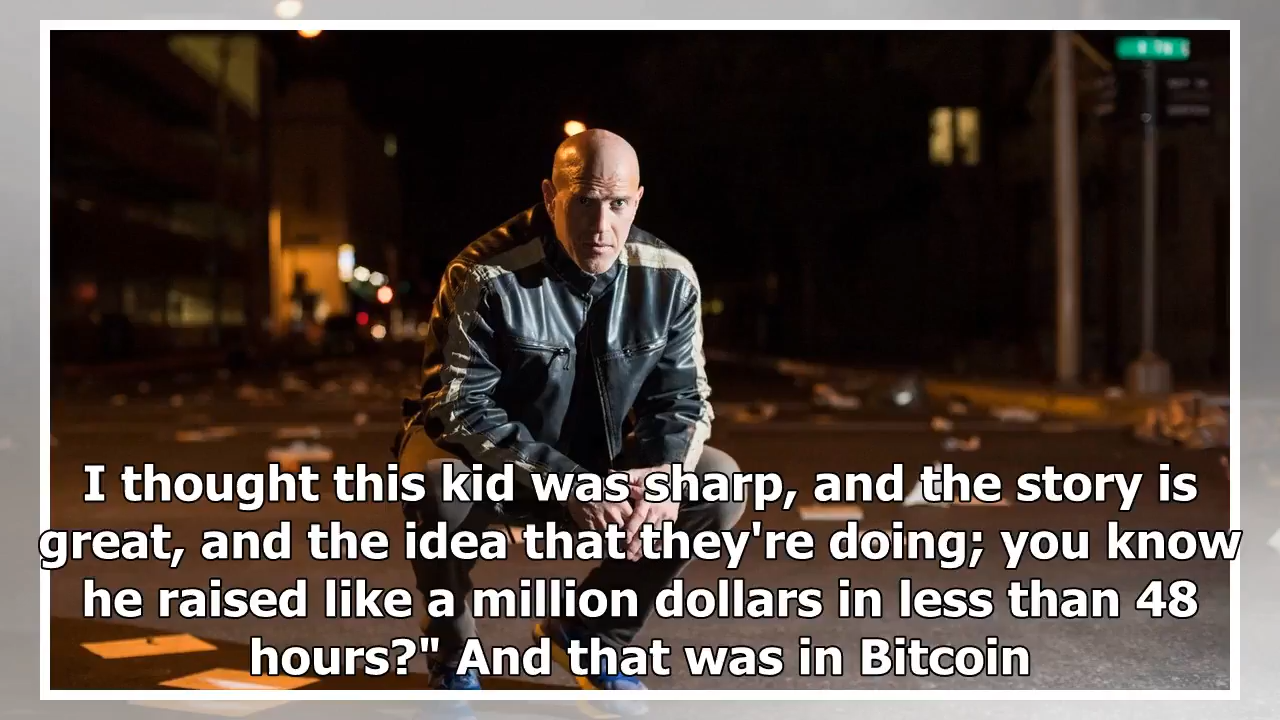 I thought this kid was sharp, and the story is
great, and the idea that they're doing; you know
he raised like a million dollars in less than 48
hours?" And that was in Bitcoin